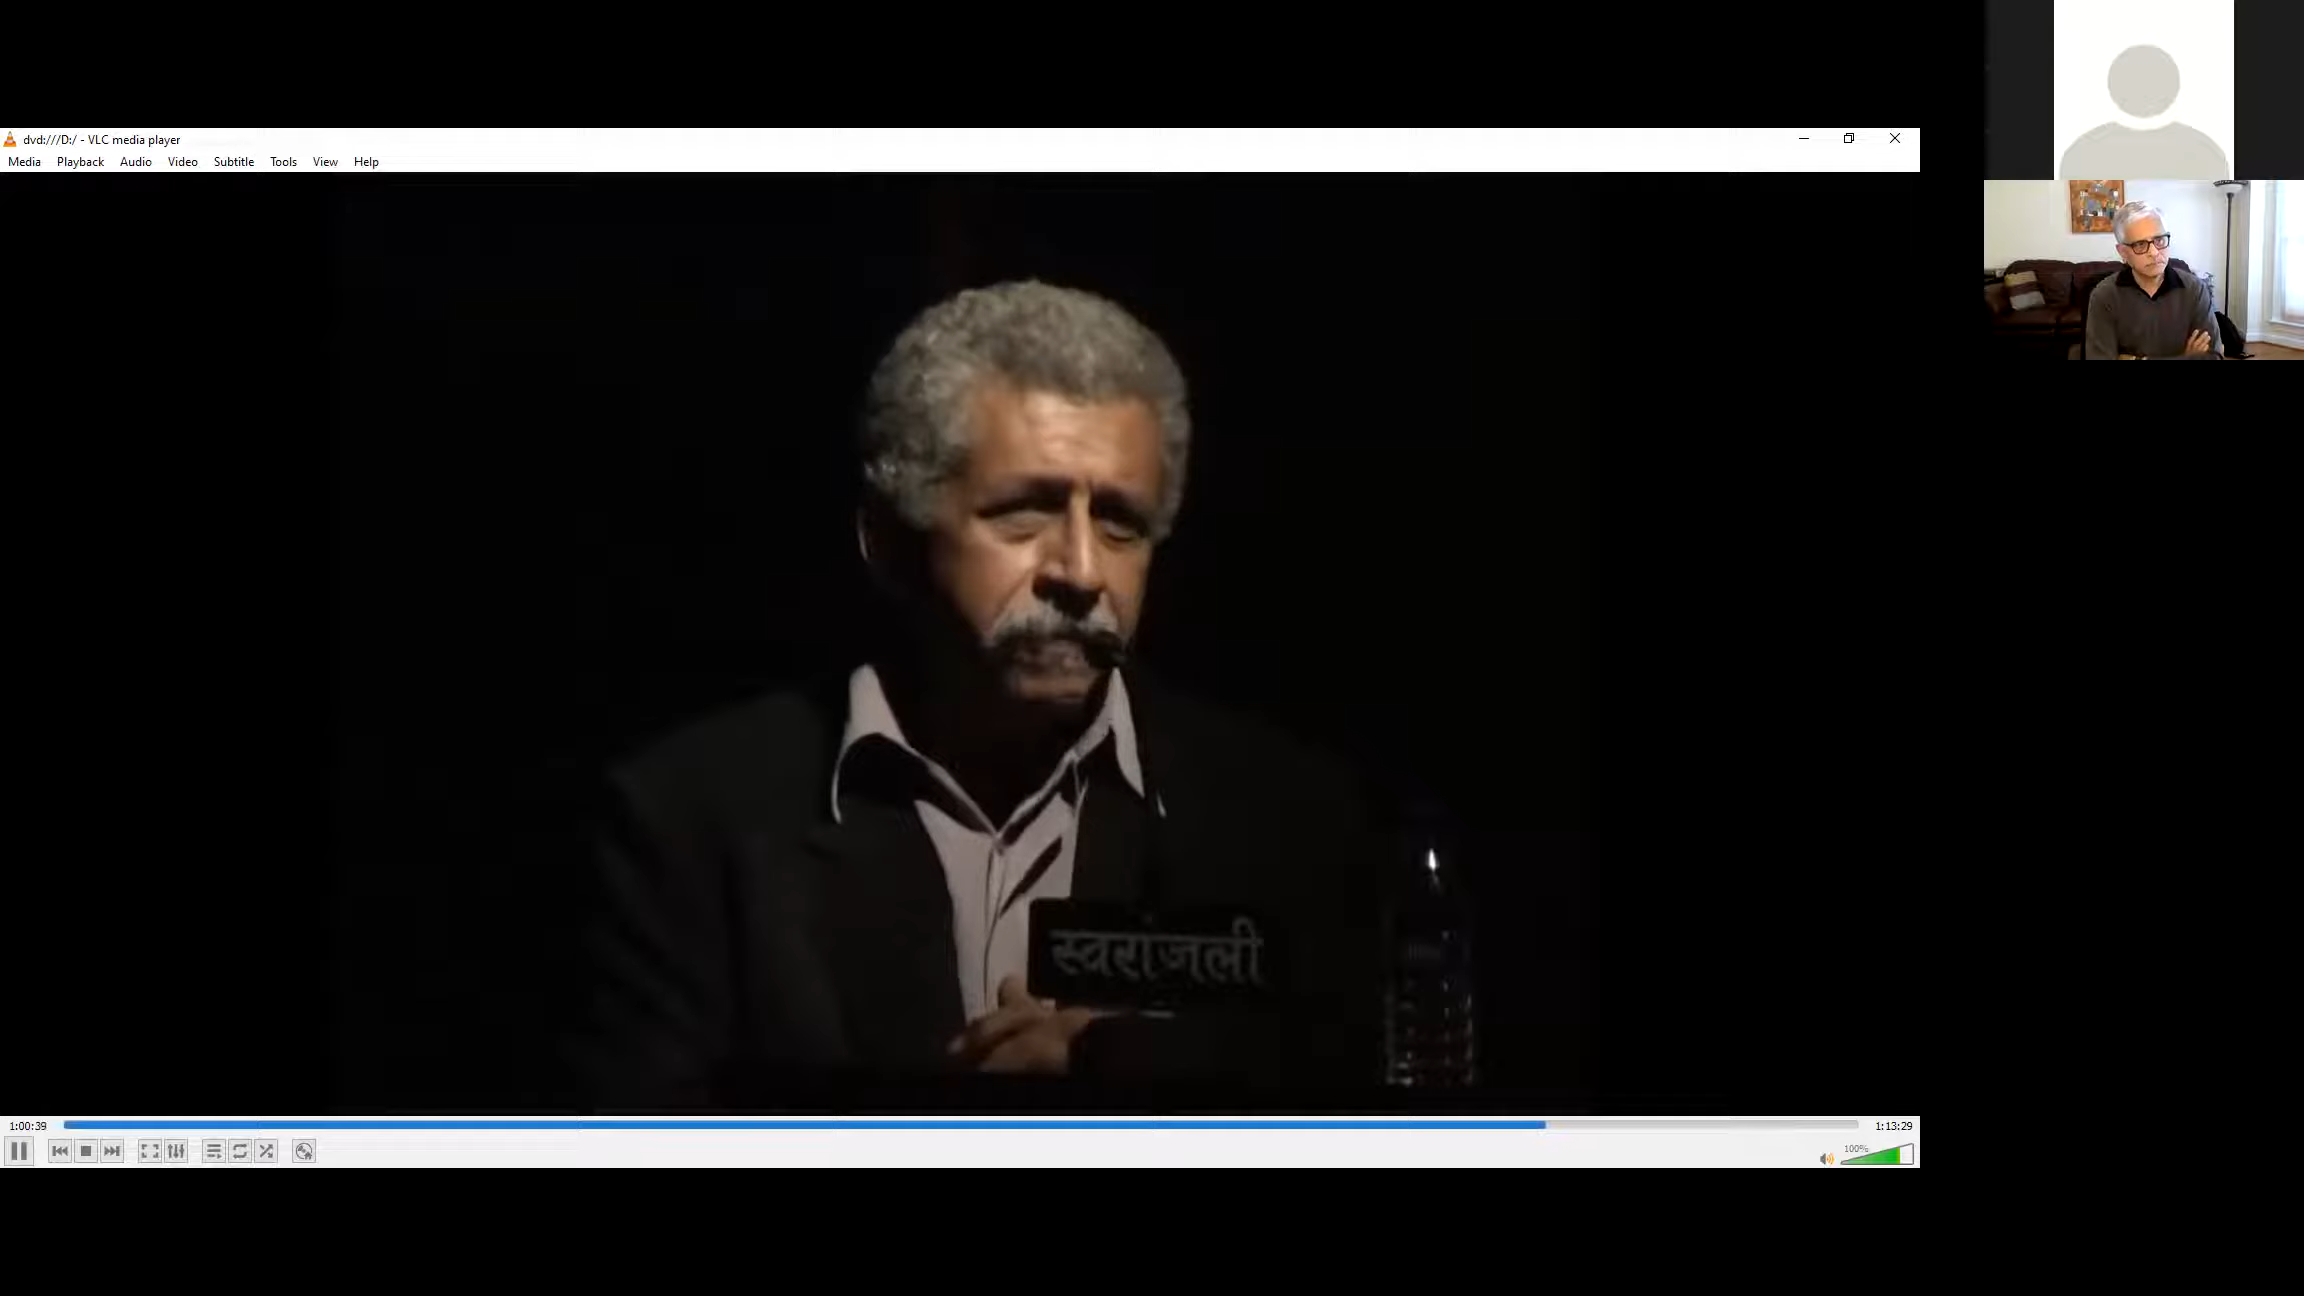 dvd:///D:/ - VLC media player
Media Playback Audio Video Subtitle Tools View Help
स्वरांजली
1:00:39
1:13:29
100%